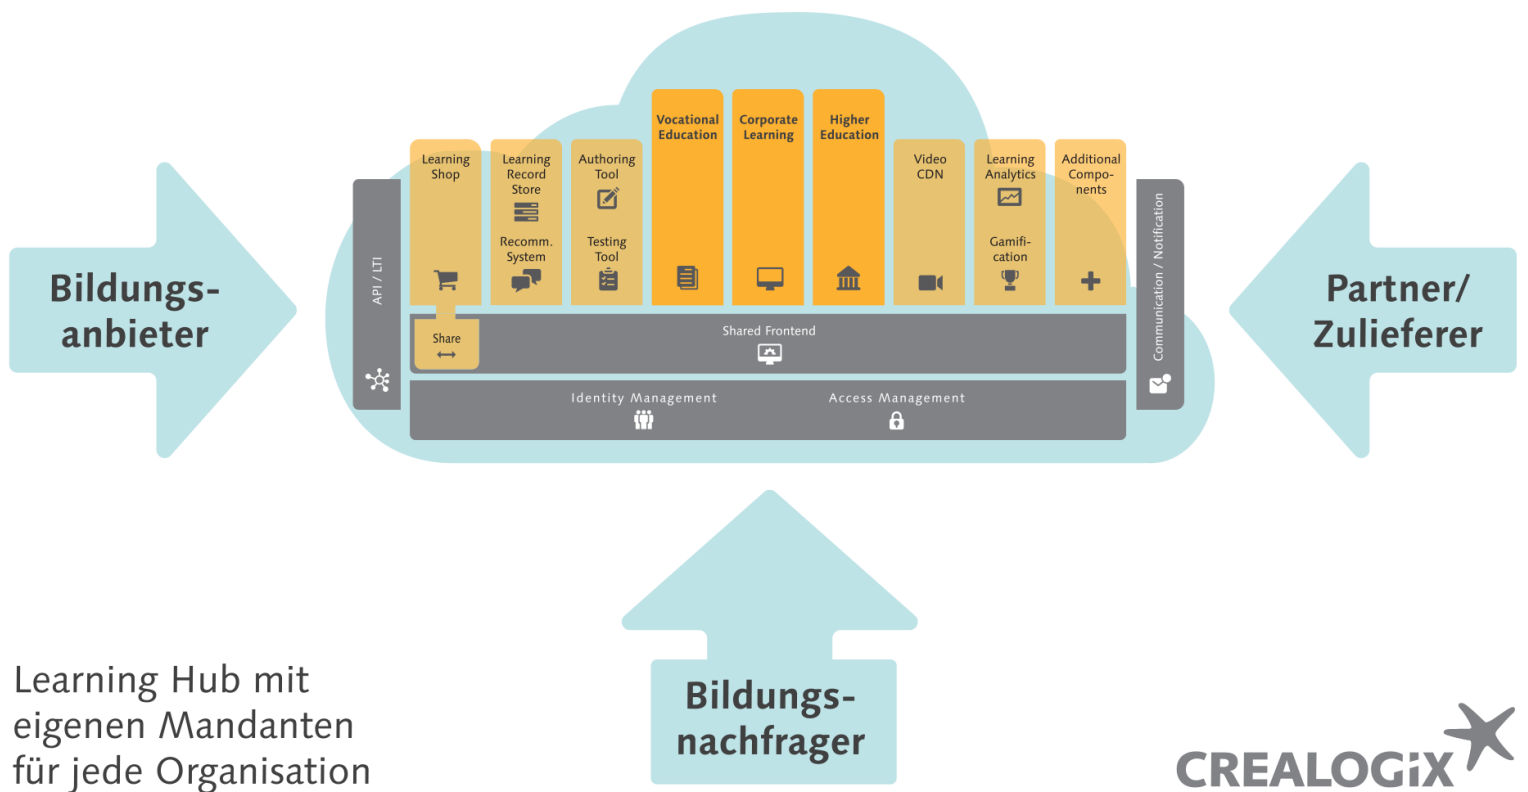 Vocational
Education
Corporate
Learning
Higher
Education
Learning
Shop
Learning
Record
Store
Recomm.
System
Authoring
Tool
Testing
Tool
Video
CDN
Learning
Analytics
Gamifi-
cation
Additional
Compo-
nents
API / LTI
Communication / Notification
Share
Shared Frontend
Identity Management
Access Management
Bildungs-
anbieter
Partner/
Zulieferer
Bildungs-
nachfrager
Learning Hub mit
eigenen Mandanten
für jede Organisation
CREALOGiX